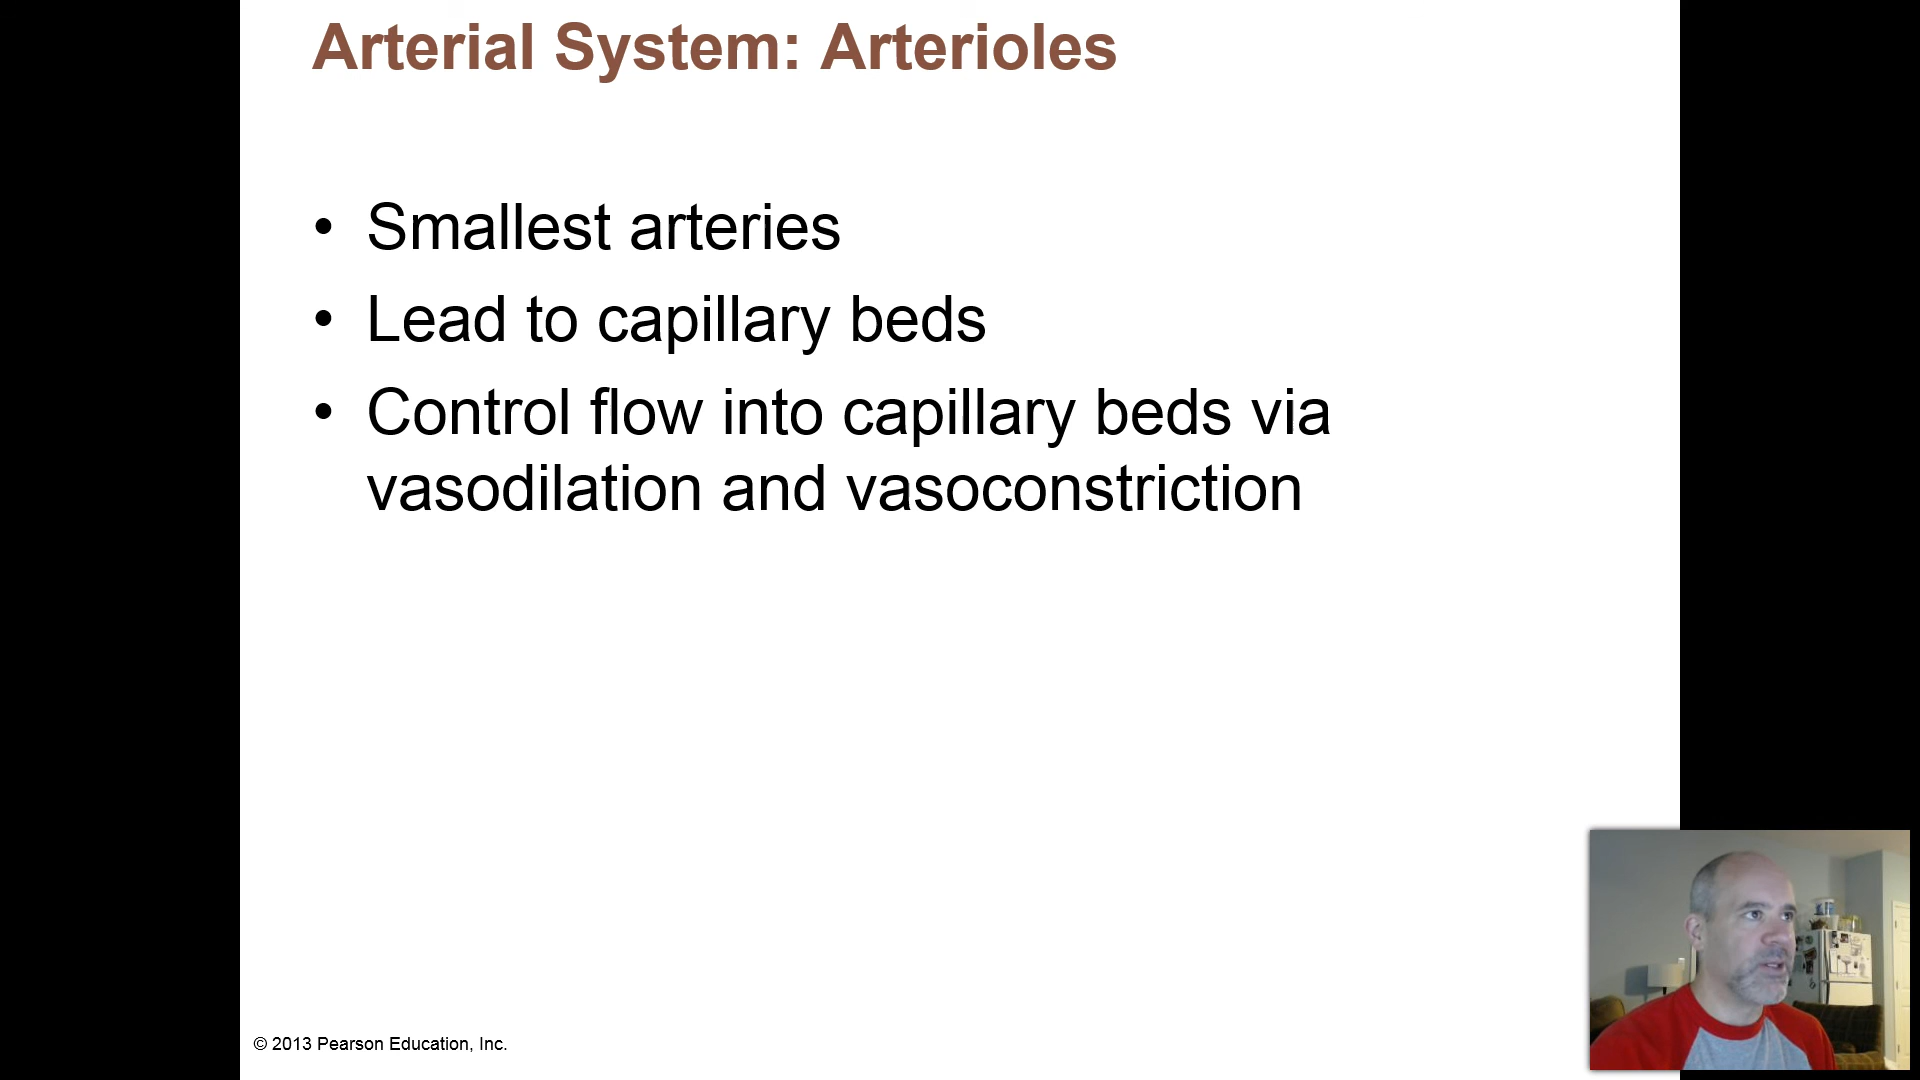 Arterial System: Arterioles
• Smallest arteries
• Lead to capillary beds
• Control flow into capillary beds via
vasodilation and vasoconstriction
© 2013 Pearson Education, Inc.